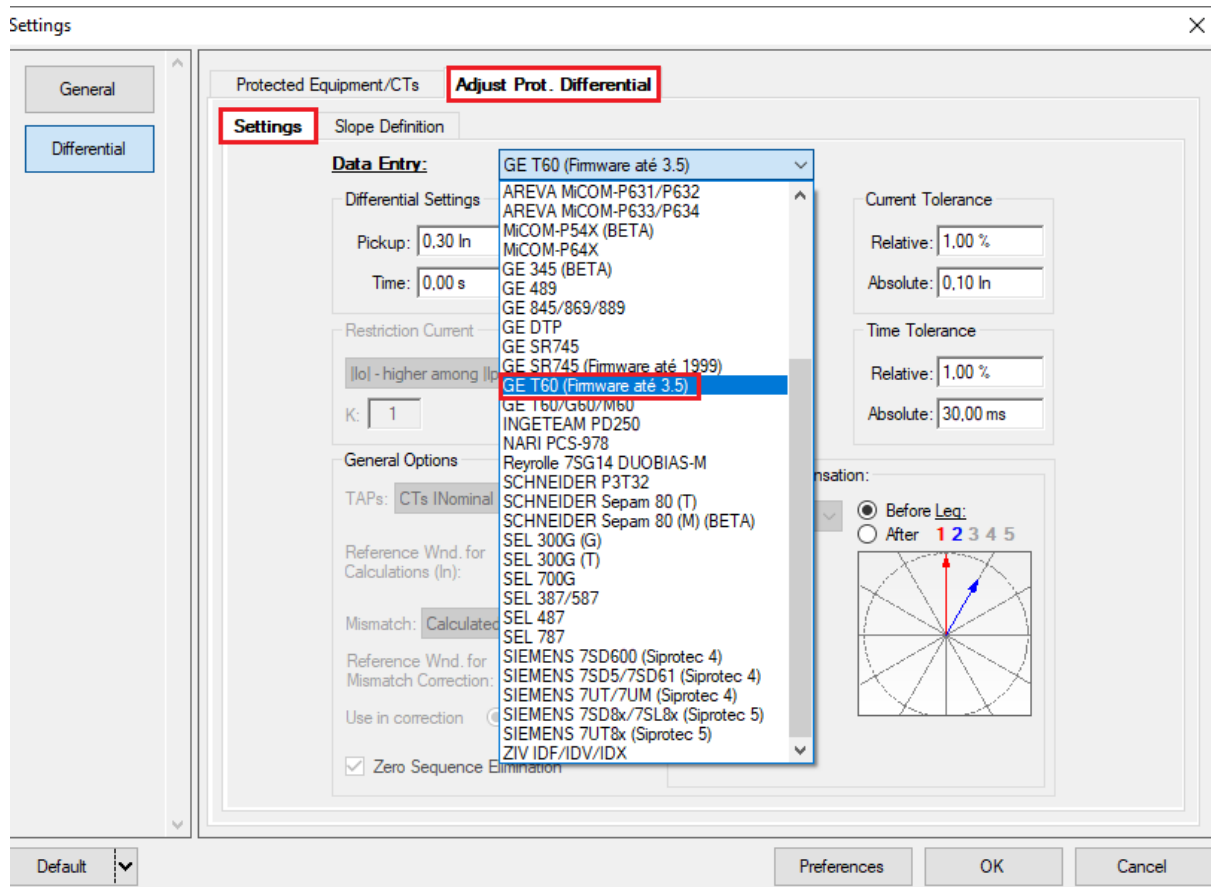 Settings
General
Differential
Protected Equipment/CTs
Adjust Prot. Differential
Settings
Slope Definition
Data Entry:
GE T60 (Firmware até 3.5)
AREVA MiCOM-P631/P632
AREVA MiCOM-P633/P634
MiCOM-P54X (BETA)
MiCOM-P64X
GE 345 (BETA)
GE 489
GE 845/869/889
GE DTP
GE SR745
GE SR745 (Firmware até 1999)
GE T60 (Firmware até 3.5)
GE T60/G60/M60
INGETEAM PD250
NARI PCS-978
Reyrolle 7SG14 DUOBIAS-M
SCHNEIDER P3T32
SCHNEIDER Sepam 80 (T)
SCHNEIDER Sepam 80 (M) (BETA)
SEL 300G (G)
SEL 300G (T)
SEL 700G
SEL 387/587
SEL 487
SEL 787
SIEMENS 7SD600 (Siprotec 4)
SIEMENS 7SD5/7SD61 (Siprotec 4)
SIEMENS 7UT/7UM (Siprotec 4)
SIEMENS 7SD8x/7SL8x (Siprotec 5)
SIEMENS 7UT8x (Siprotec 5)
ZIV IDF/IDV/IDX
Differential Settings
Pickup: 0,30 In
Time: 0,00 s
Restriction Current
|Io| - higher among |Ip
K: 1
General Options
TAPs: CTs INominal
Reference Wnd. for
Calculations (In):
Mismatch: Calculated
Reference Wnd. for
Mismatch Correction:
Use in correction
Zero Sequence Elimination
Current Tolerance
Relative: 1,00 %
Absolute: 0,10 In
Time Tolerance
Relative: 1,00 %
Absolute: 30,00 ms
nsation:
Before Leg:
After 1 2 3 4 5
Default
Preferences
OK
Cancel